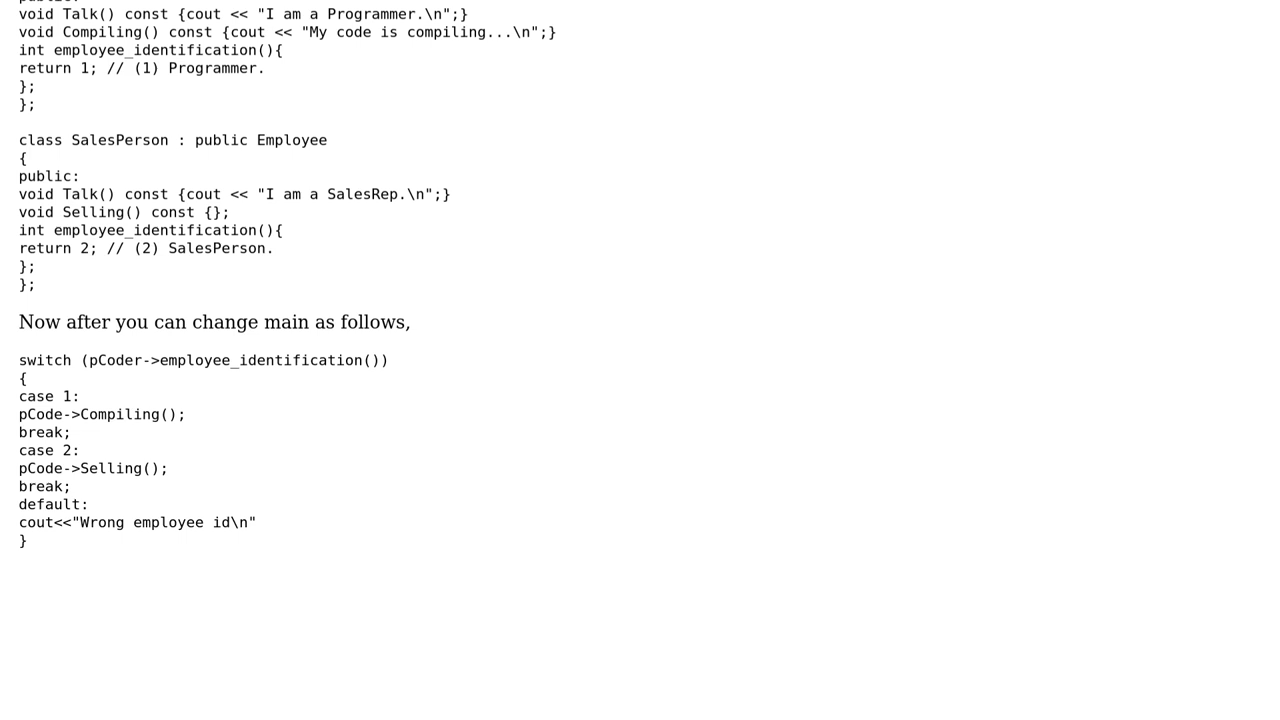 void Talk() const {cout << "I am a Programmer.\n";}
void Compiling() const {cout << "My code is compiling...\n";}
int employee_identification(){
return 1; // (1) Programmer.
};
};

class SalesPerson : public Employee
{
public:
void Talk() const {cout << "I am a SalesRep.\n";}
void Selling() const {};
int employee_identification(){
return 2; // (2) SalesPerson.
};
};

Now after you can change main as follows,

switch (pCoder->employee_identification())
{
case 1:
pCode->Compiling();
break;
case 2:
pCode->Selling();
break;
default:
cout<<"Wrong employee id\n"
}